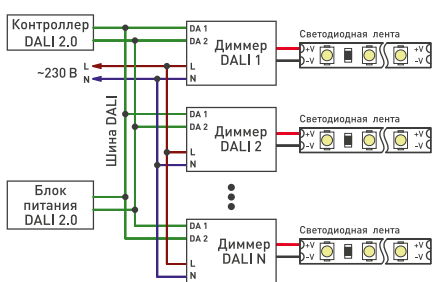 Контроллер
DALI 2.0
~230 В
L
N
Шина DALI
Блок
питания
DALI 2.0
DA 1
DA 2
L
N
Диммер
DALI 1
Светодиодная лента
+V
-V
+V
-V
DA 1
DA 2
L
N
Диммер
DALI 2
Светодиодная лента
+V
-V
+V
-V
DA 1
DA 2
L
N
Диммер
DALI N
Светодиодная лента
+V
-V
+V
-V